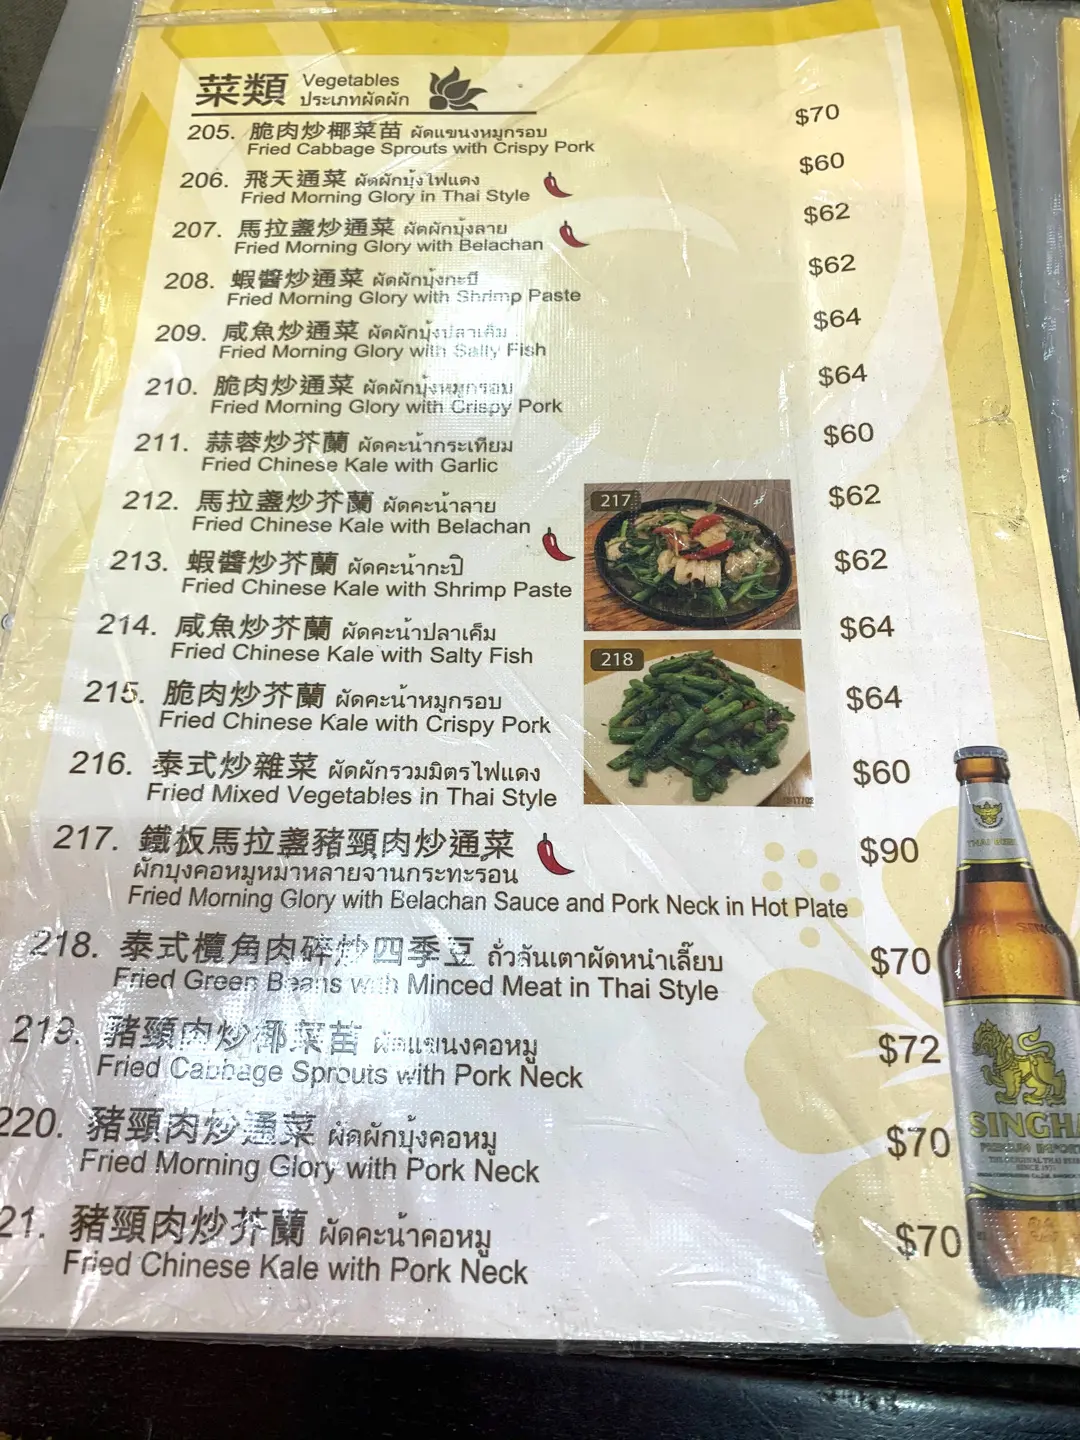 菜類 Vegetables
ประเภทผัดผัก
205. 脆肉炒椰菜苗 ผัดแขนงหมูกรอบ $70
Fried Cabbage Sprouts with Crispy Pork
206. 飛天通菜 ผัดผักบุ้งไฟแดง $60
Fried Morning Glory in Thai Style
207. 馬拉盞炒通菜 ผัดผักบุ้งลาย $62
Fried Morning Glory with Belachan
208. 蝦醬炒通菜 ผัดผักบุ้งกะปิ $62
Fried Morning Glory with Shrimp Paste
209. 咸魚炒通菜 ผัดผักบุ้งปลาเค็ม $64
Fried Morning Glory with Salty Fish
210. 脆肉炒通菜 ผัดผักบุ้งหมูกรอบ $64
Fried Morning Glory with Crispy Pork
211. 蒜蓉炒芥蘭 ผัดคะน้ากระเทียม $60
Fried Chinese Kale with Garlic
212. 馬拉盞炒芥蘭 ผัดคะน้าลาย $62
Fried Chinese Kale with Belachan
213. 蝦醬炒芥蘭 ผัดคะน้ากะปิ $62
Fried Chinese Kale with Shrimp Paste
214. 咸魚炒芥蘭 ผัดคะน้าปลาเค็ม $64
Fried Chinese Kale with Salty Fish
215. 脆肉炒芥蘭 ผัดคะน้าหมูกรอบ $64
Fried Chinese Kale with Crispy Pork
216. 泰式炒雜菜 ผัดผักรวมมิตรไฟแดง $60
Fried Mixed Vegetables in Thai Style
217
218
217. 鐵板馬拉盞豬頸肉炒通菜 $90
ผักบุงคอหมูหมาหลายจานกระทะรอน
Fried Morning Glory with Belachan Sauce and Pork Neck in Hot Plate
218. 泰式欖角肉碎炒四季豆 ถั่วลันเตาผัดหนำเลี๊ยบ $70
Fried Green Beans with Minced Meat in Thai Style
219. 豬頸肉炒椰菜苗 ผัดแขนงคอหมู $72
Fried Cabbage Sprouts with Pork Neck
220. 豬頸肉炒通菜 ผัดผักบุ้งคอหมู $70
Fried Morning Glory with Pork Neck
21. 豬頸肉炒芥蘭 ผัดคะน้าคอหมู $70
Fried Chinese Kale with Pork Neck
THAI BEER
SINGHA
PREMIUM IMPORT
THE ORIGINAL THAI BEER
SINCE 1933